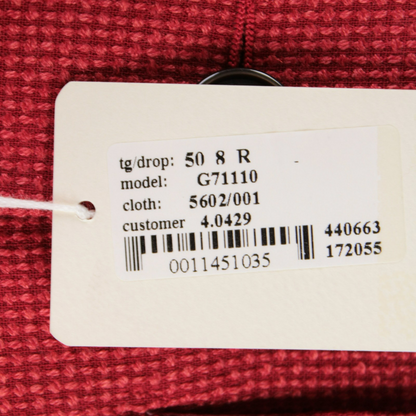 tg/drop: 50 8 R -
model: G71110
cloth: 5602/001
customer 4.0429
440663
172055
0011451035